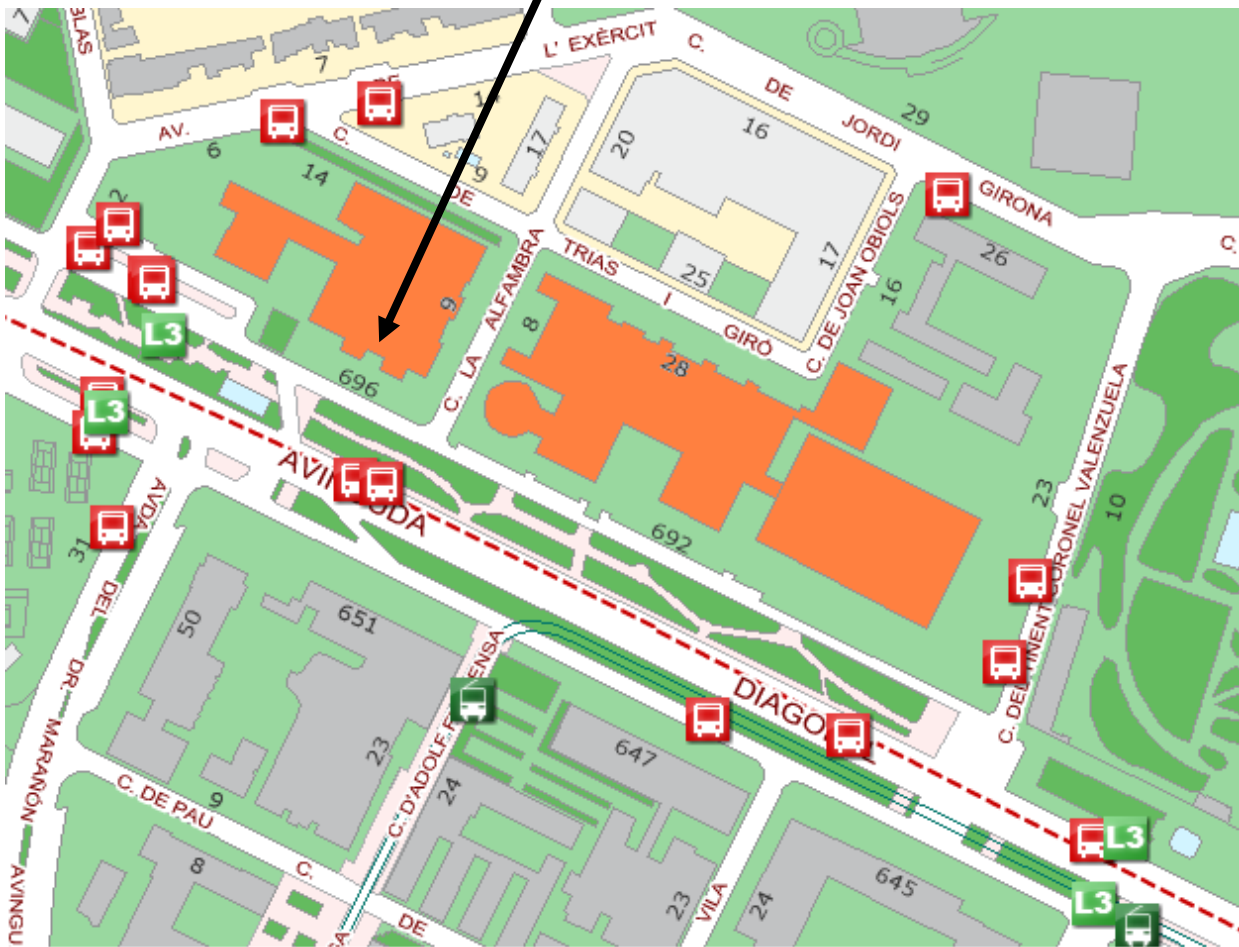 7
BLAS
7
L' EXÈRCIT
C.
DE
JORDI
GIRONA
29
AV.
6
14
C.
DE
9
17
20
16
2
TRIAS
I
GIRÓ
25
17
16
26
C.
C. DE JOAN OBIOLS
9
8
C. LA ALFAMBRA
28
L3
696
L3
AVINGUDA
DIAGONAL
692
23
10
C. DEL TINENT CORONEL VALENZUELA
31
AVDA.
DEL
DR.
MARAÑÓN
AVINGU
50
651
23
C. D'ADOLF
ENSA
647
24
C. DE PAU
9
8
C.
DE
23
VILA
24
645
L3
L3